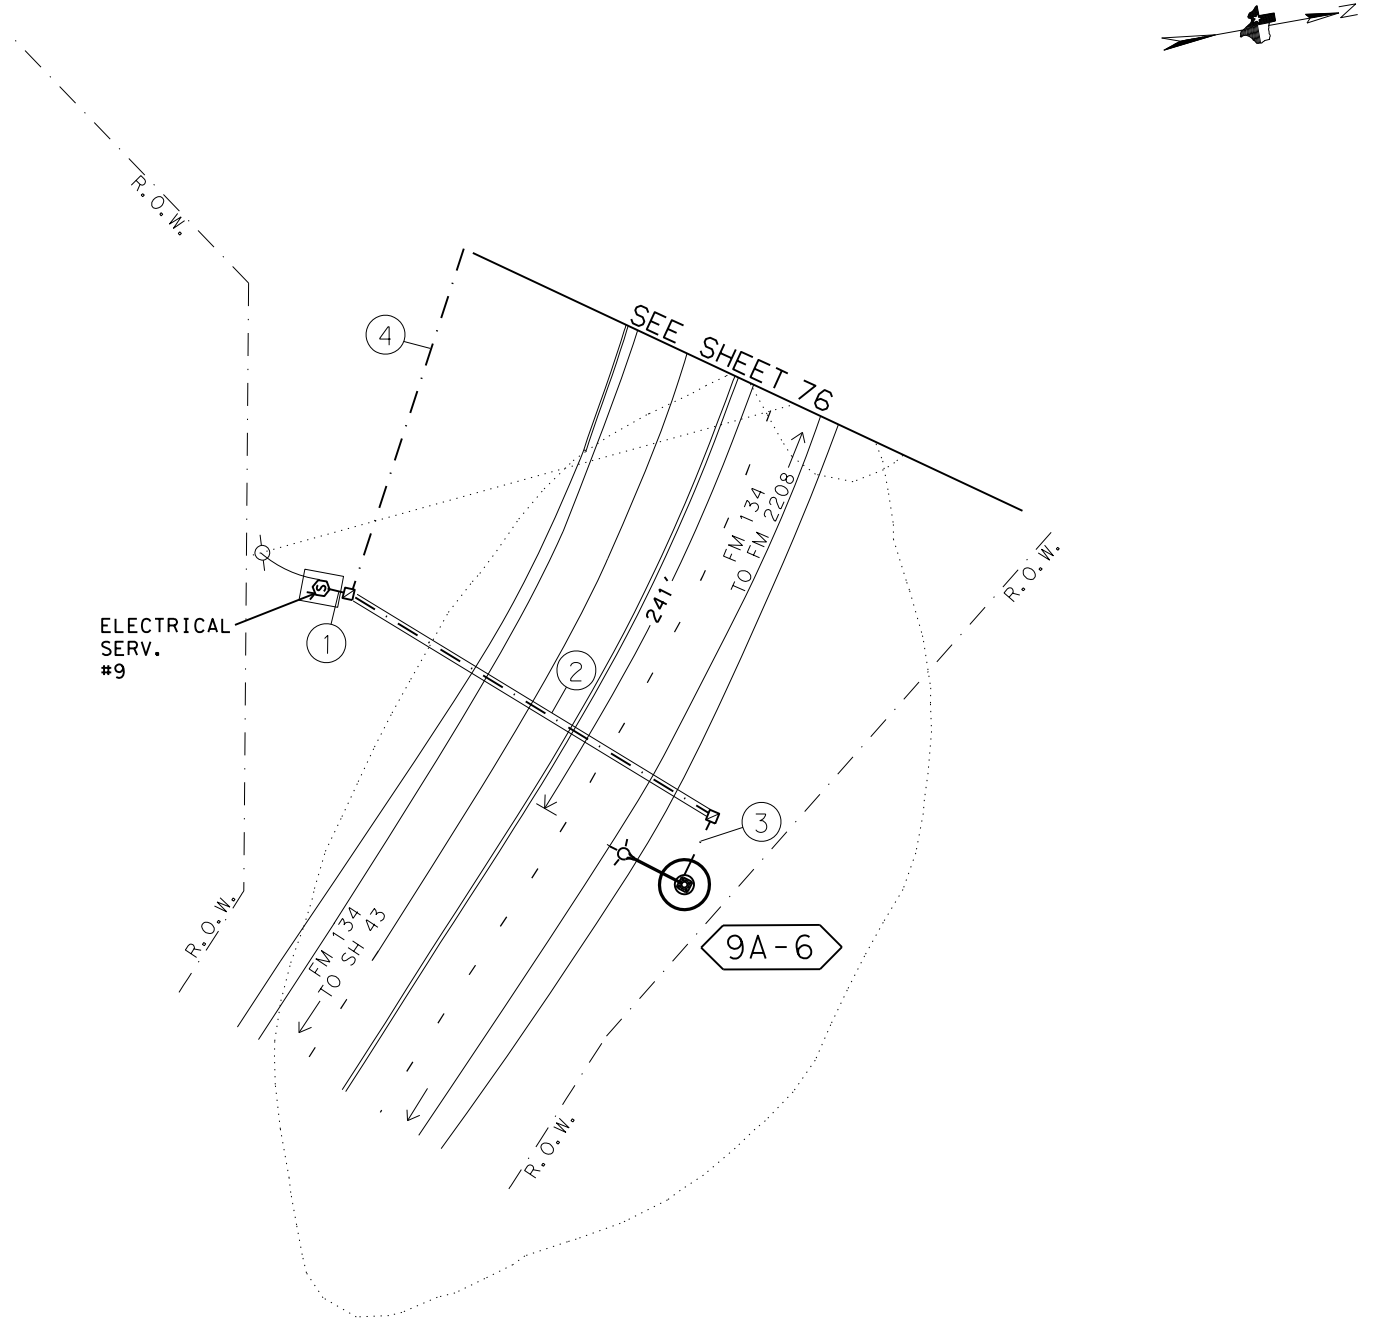 N
R.O.W.
4
SEE SHEET 76
FM 134
TO FM 2208
R.O.W.
241'
S
ELECTRICAL
SERV.
#9
1
2
3
R.O.W.
FM 134
TO SH 43
9A-6
R.O.W.